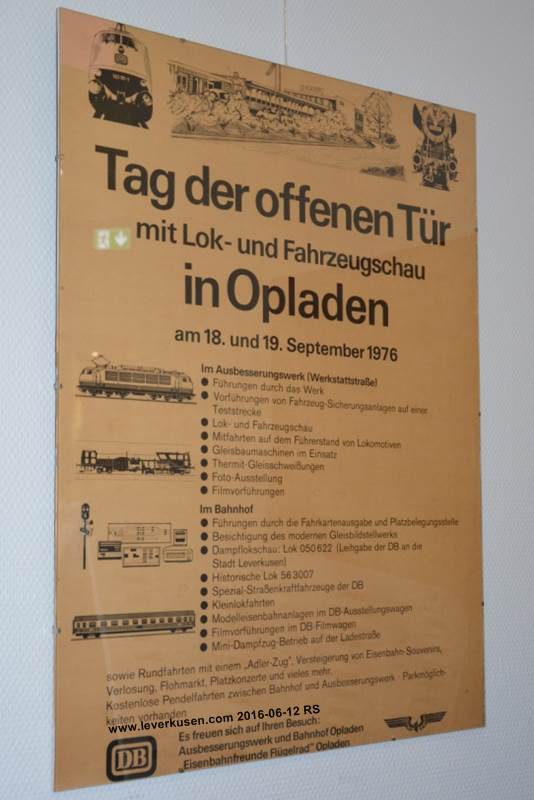 Tag der offenen Tür
mit Lok- und Fahrzeugschau
in Opladen
am 18. und 19. September 1976
Im Ausbesserungswerk (Werkstattstraße)
● Führungen durch das Werk
● Vorführungen von Fahrzeug-Sicherungsanlagen auf einer
Teststrecke
● Lok- und Fahrzeugschau
● Mitfahrten auf dem Führerstand von Lokomotiven
● Gleisbaumaschinen im Einsatz
● Thermit-Gleisschweißungen
● Foto-Ausstellung
● Filmvorführungen
Im Bahnhof
● Führungen durch die Fahrkartenausgabe und Platzbelegungsstelle
● Besichtigung des modernen Gleisbildstellwerks
● Dampflokschau: Lok 050 622 (Leihgabe der DB an die
Stadt Leverkusen)
● Historische Lok 56 3007
● Spezial-Straßenkraftfahrzeuge der DB
● Kleinlokfahrten
● Modelleisenbahnanlagen im DB-Ausstellungswagen
● Filmvorführungen im DB-Filmwagen
● Mini-Dampfzug-Betrieb auf der Ladestraße
sowie Rundfahrten mit einem „Adler-Zug". Versteigerung von Eisenbahn-Souvenirs,
Verlosung, Flohmarkt, Platzkonzerte und vieles mehr.
Kostenlose Pendelfahrten zwischen Bahnhof und Ausbesserungswerk · Parkmöglich-
keiten vorhanden
www.leverkusen.com 2016-06-12 RS
Es freuen sich auf Ihren Besuch:
Ausbesserungswerk und Bahnhof Opladen
„Eisenbahnfreunde Flügelrad" Opladen
DB